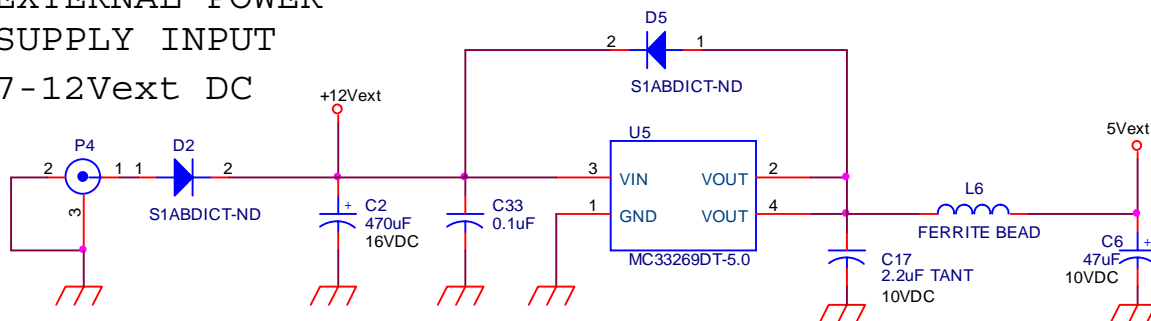 EXTERNAL POWER
SUPPLY INPUT
7-12Vext DC
D5
2
1
S1ABDICT-ND
+12Vext
5Vext
P4
2
1
3
D2
1
2
S1ABDICT-ND
+
C2
470uF
16VDC
C33
0.1uF
U5
3
VIN
VOUT
2
1
GND
VOUT
4
MC33269DT-5.0
L6
FERRITE BEAD
C17
2.2uF TANT
10VDC
C6
+
47uF
10VDC